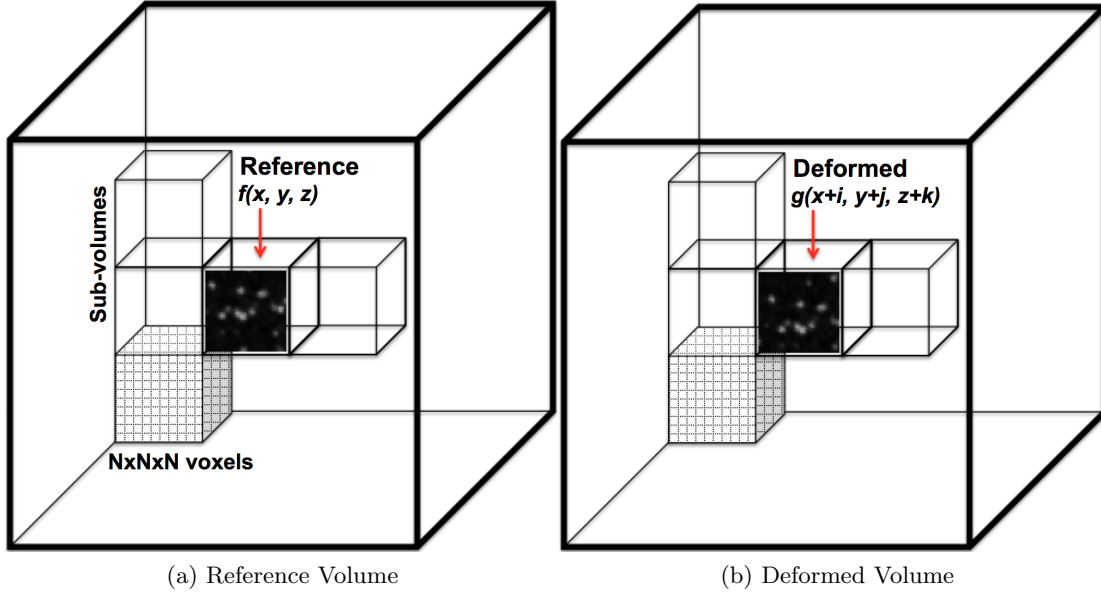 Reference
f(x, y, z)
Sub-volumes
NxNxN voxels
(a) Reference Volume
Deformed
g(x+i, y+j, z+k)
(b) Deformed Volume